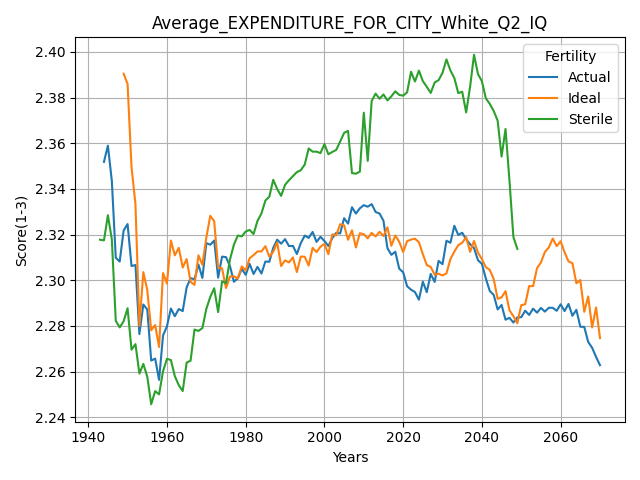 Average_EXPENDITURE_FOR_CITY_White_Q2_IQ
Fertility
Actual
Ideal
Sterile
Score(1-3)
2.40
2.38
2.36
2.34
2.32
2.30
2.28
2.26
2.24
1940
1960
1980
2000
2020
2040
2060
Years